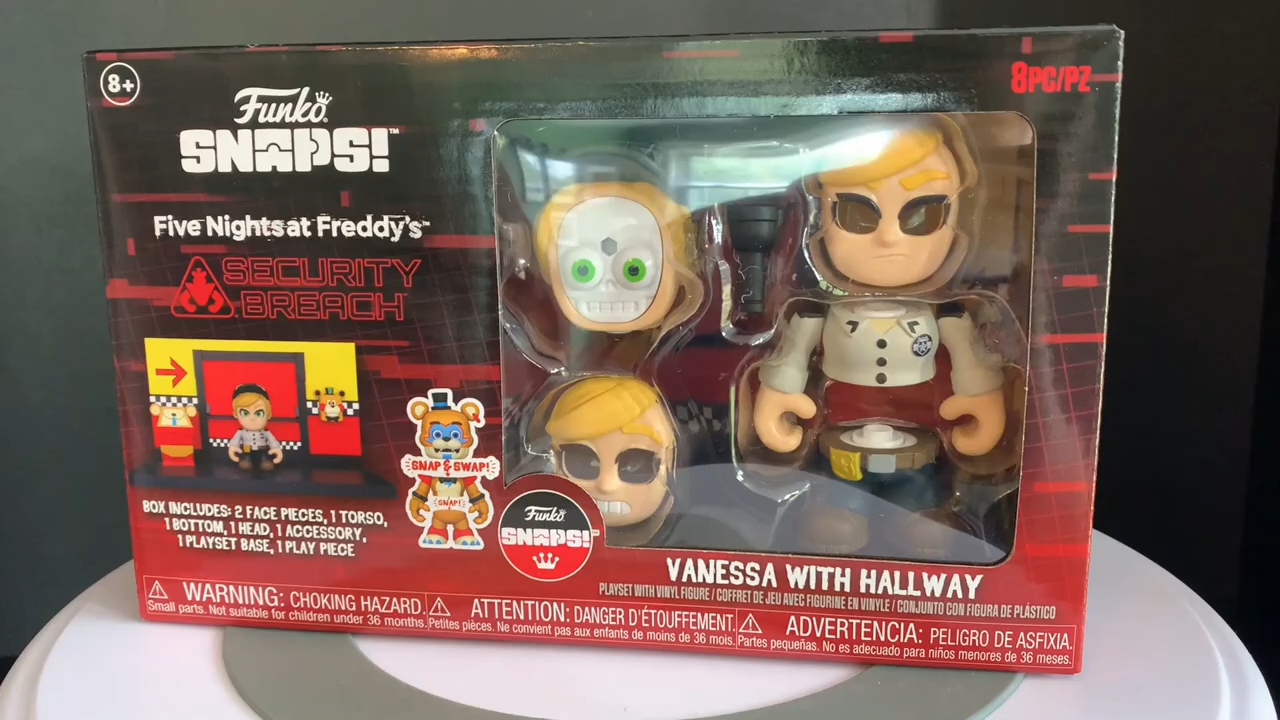 8+
8PC/PZ
Funko
SNAPS!™
Five Nights at Freddy's™
SECURITY
BREACH
SNAP & SWAP!
SNAP!
BOX INCLUDES: 2 FACE PIECES, 1 TORSO,
1 BOTTOM, 1 HEAD, 1 ACCESSORY,
1 PLAYSET BASE, 1 PLAY PIECE
Funko
SNAPS!
VANESSA WITH HALLWAY
PLAYSET WITH VINYL FIGURE / COFFRET DE JEU AVEC FIGURINE EN VINYLE / CONJUNTO CON FIGURA DE PLÁSTICO
WARNING: CHOKING HAZARD.
Small parts. Not suitable for children under 36 months.
ATTENTION: DANGER D'ÉTOUFFEMENT.
Petites pièces. Ne convient pas aux enfants de moins de 36 mois.
ADVERTENCIA: PELIGRO DE ASFIXIA.
Partes pequeñas. No es adecuado para niños menores de 36 meses.